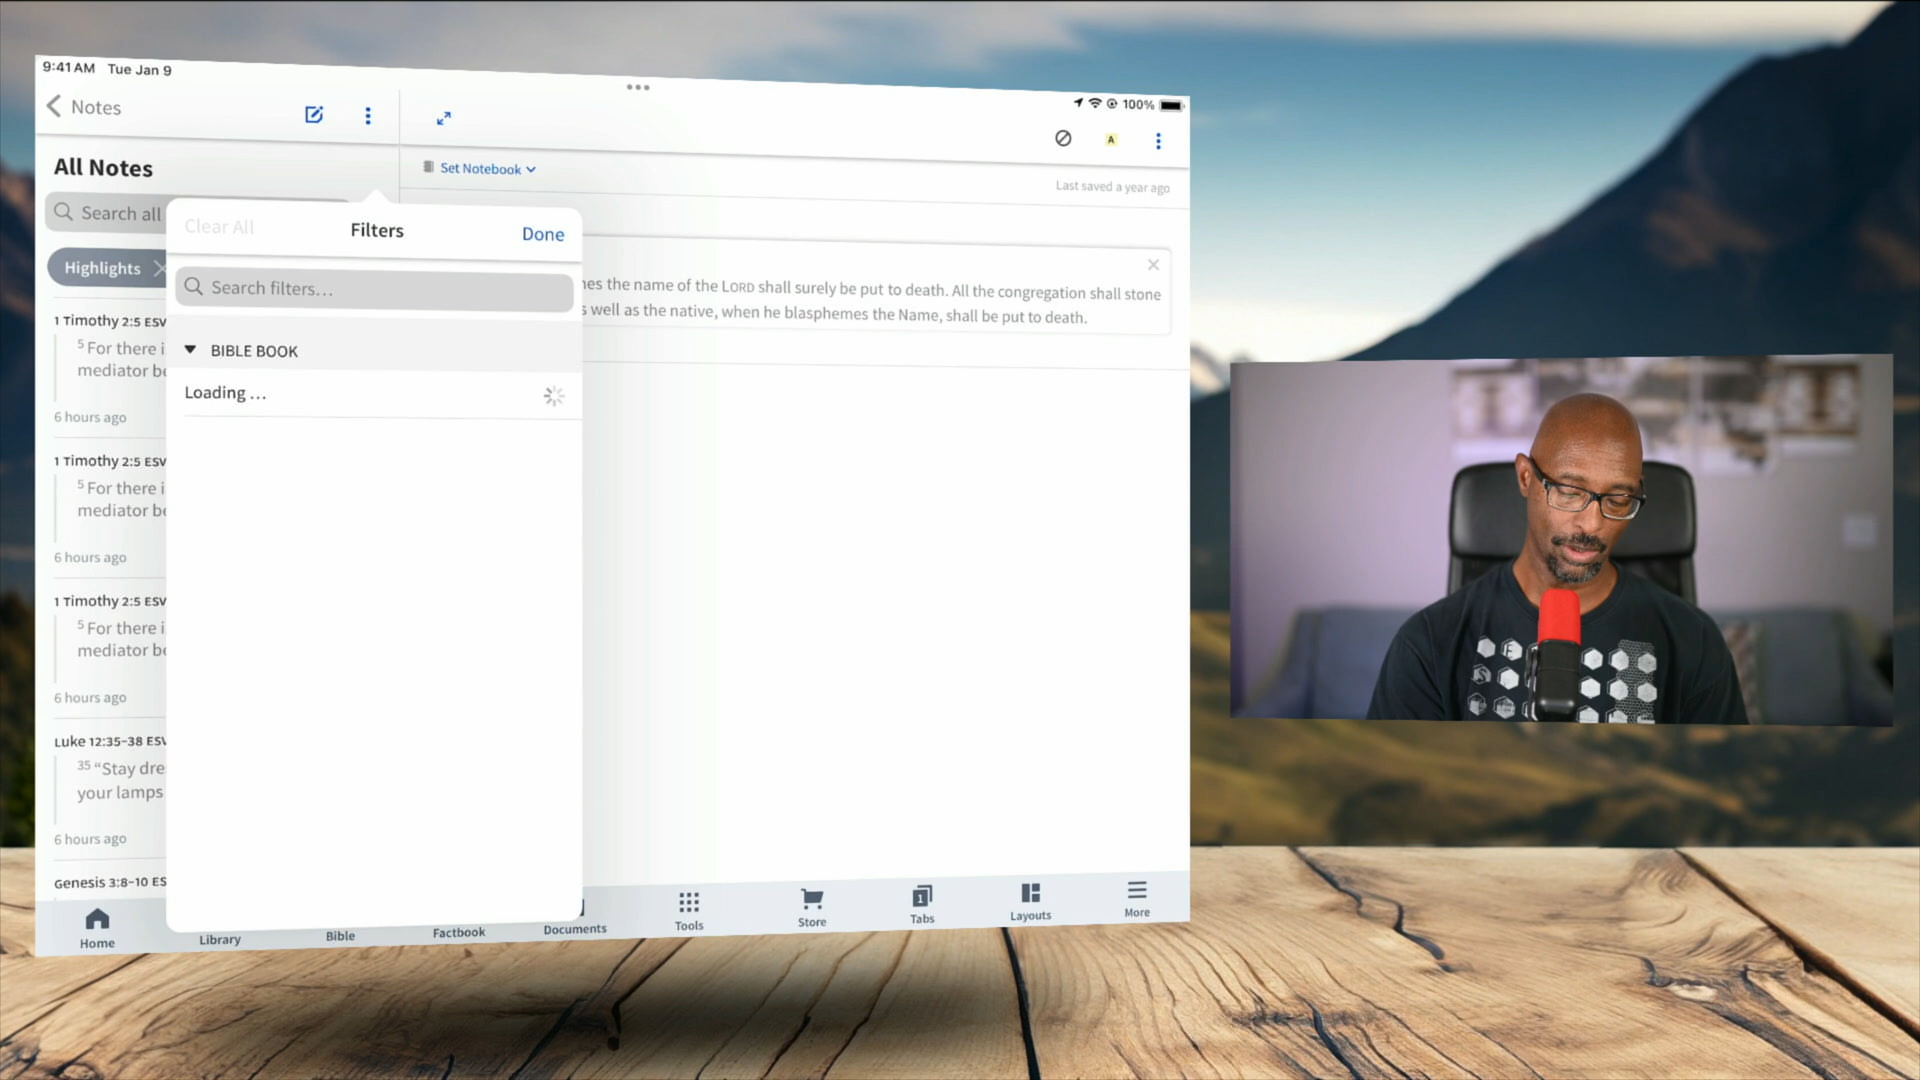 9:41 AM Tue Jan 9
100%
Notes
A
All Notes
Set Notebook
Last saved a year ago
Search all
Clear All
Filters
Done
Highlights
Search filters…
the name of the LORD shall surely be put to death. All the congregation shall stone
well as the native, when he blasphemes the Name, shall be put to death.
BIBLE BOOK
Loading …
1 Timothy 2:5 ESV
5 For there
mediator
6 hours ago
1 Timothy 2:5 ESV
5 For there
mediator
6 hours ago
1 Timothy 2:5 ESV
5 For there
mediator
6 hours ago
Luke 12:35–38 ESV
35 “Stay
your lamps
6 hours ago
Genesis 3:8–10
Home
Library
Bible
Factbook
Documents
Tools
Store
1
Tabs
Layouts
More